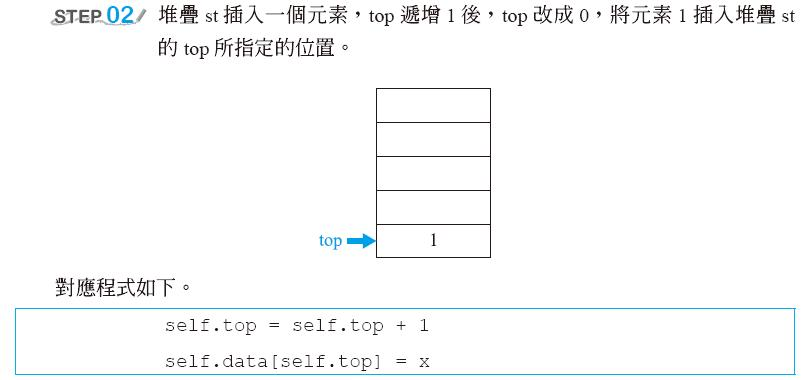 STEP 02 堆疊 st 插入一個元素，top 遞增 1 後，top 改成 0，將元素 1 插入堆疊 st
的 top 所指定的位置。
top 1
對應程式如下。
self.top = self.top + 1
self.data[self.top] = x